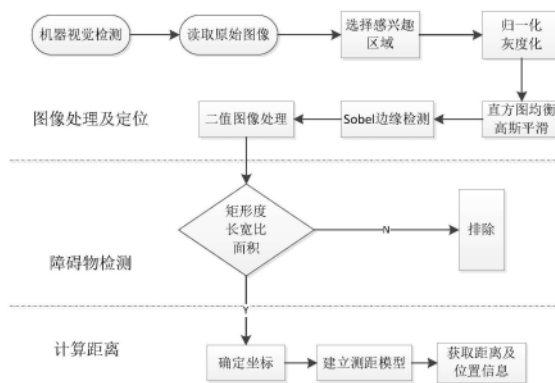 机器视觉检测
读取原始图像
选择感兴趣
区域
归一化
灰度化
图像处理及定位
二值图像处理
Sobel边缘检测
直方图均衡
高斯平滑
矩形度
长宽比
面积
N
排除
障碍物检测
Y
计算距离
确定坐标
建立测距模型
获取距离及
位置信息